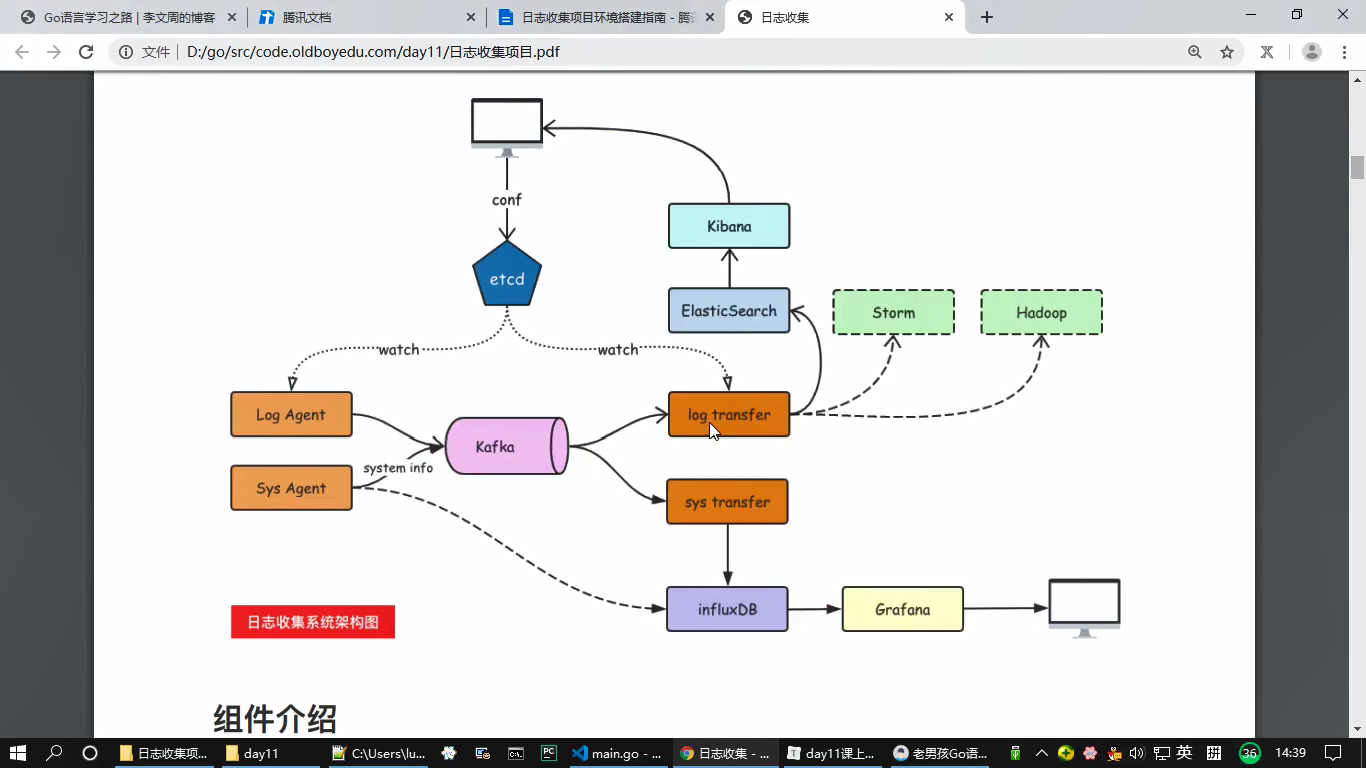 Go语言学习之路 | 李文周的博客
腾讯文档
日志收集项目环境搭建指南 - 腾讯
日志收集
文件 | D:/go/src/code.oldboyedu.com/day11/日志收集项目.pdf
conf
Kibana
etcd
ElasticSearch
Storm
Hadoop
watch
watch
Log Agent
log transfer
Kafka
system info
Sys Agent
sys transfer
influxDB
Grafana
日志收集系统架构图
组件介绍
日志收集项...
day11
C:\Users\lu...
PC
main.go - ...
日志收集 - ...
day11课上...
老男孩Go语...
英
拼
36
14:39